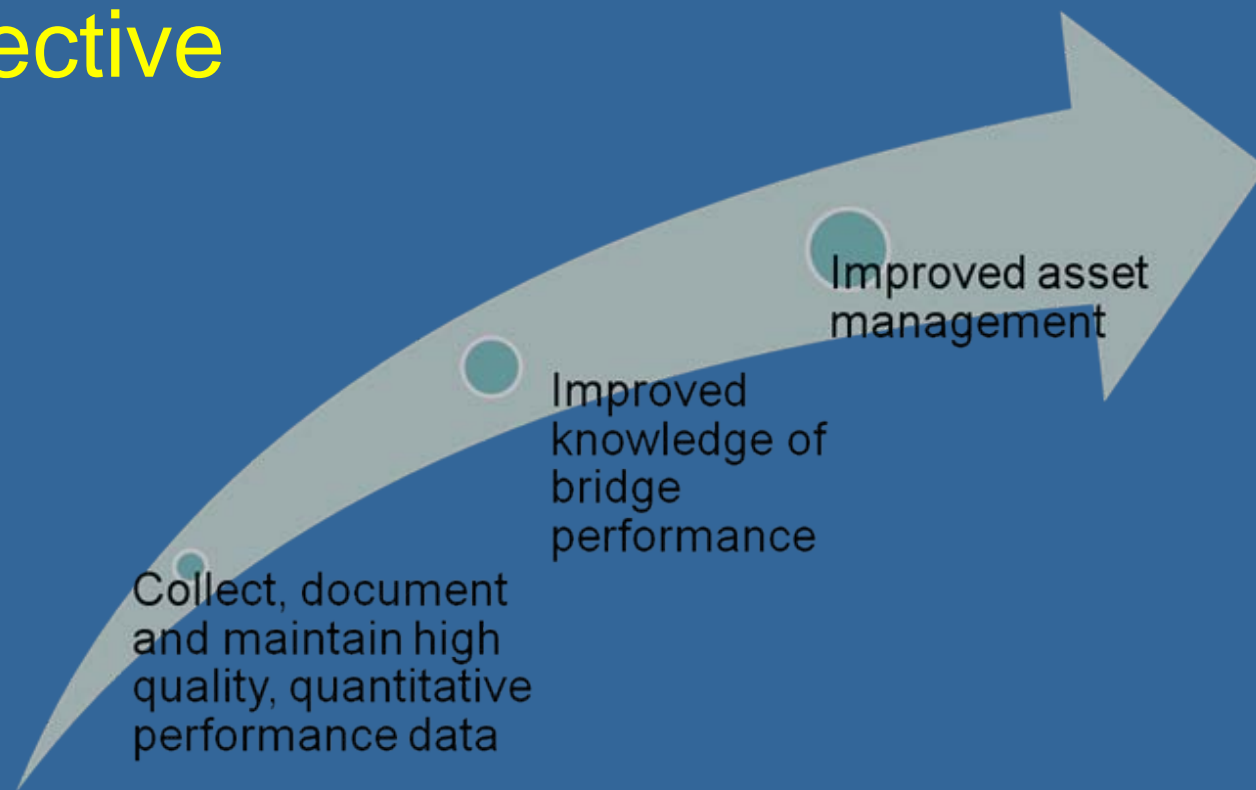 ective
Improved asset
management
Improved
knowledge of
bridge
performance
Collect, document
and maintain high
quality, quantitative
performance data